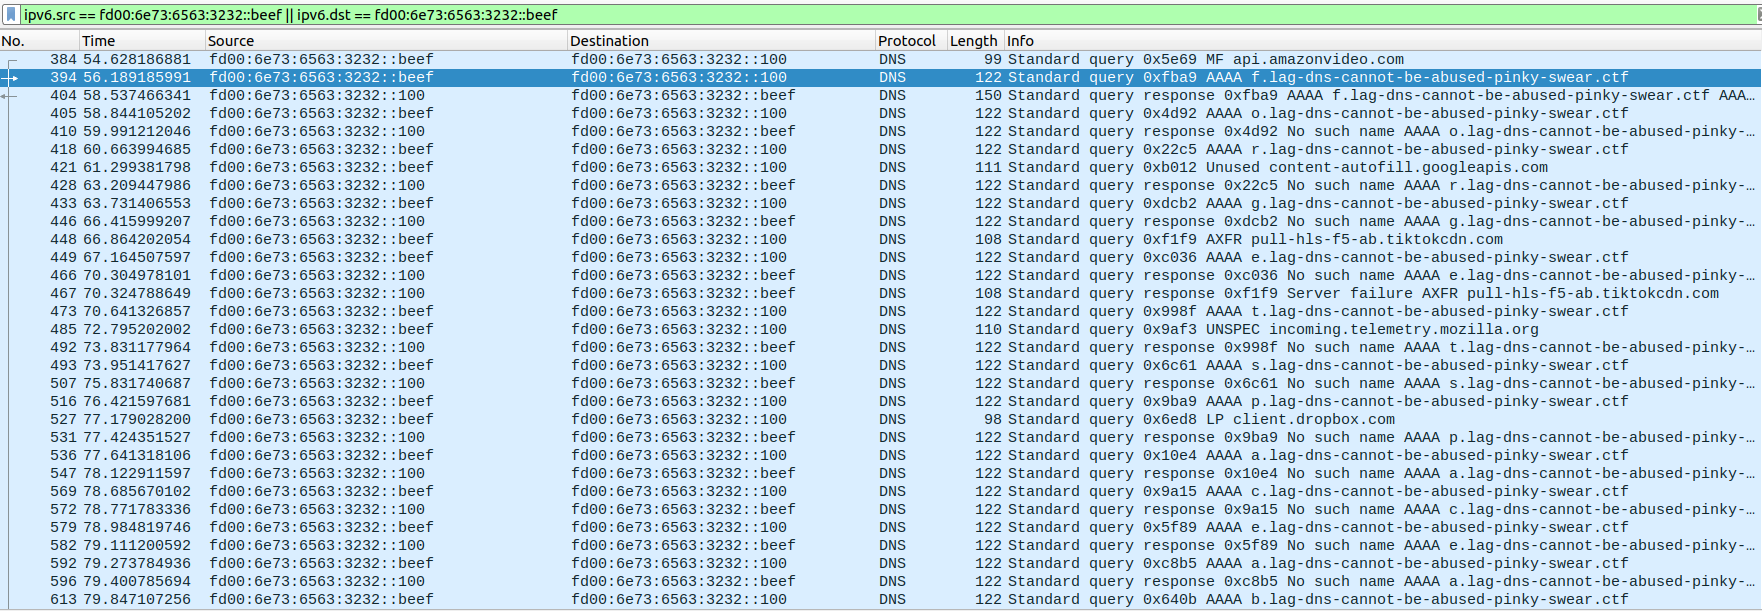 ipv6.src == fd00:6e73:6563:3232::beef || ipv6.dst == fd00:6e73:6563:3232::beef
No. Time Source Destination Protocol Length Info
384 54.628186881 fd00:6e73:6563:3232::beef fd00:6e73:6563:3232::100 DNS 99 Standard query 0x5e69 MF api.amazonvideo.com
394 56.189185991 fd00:6e73:6563:3232::beef fd00:6e73:6563:3232::100 DNS 122 Standard query 0xfba9 AAAA f.lag-dns-cannot-be-abused-pinky-swear.ctf
404 58.537466341 fd00:6e73:6563:3232::100 fd00:6e73:6563:3232::beef DNS 150 Standard query response 0xfba9 AAAA f.lag-dns-cannot-be-abused-pinky-swear.ctf AAA…
405 58.844105202 fd00:6e73:6563:3232::beef fd00:6e73:6563:3232::100 DNS 122 Standard query 0x4d92 AAAA o.lag-dns-cannot-be-abused-pinky-swear.ctf
410 59.991212046 fd00:6e73:6563:3232::100 fd00:6e73:6563:3232::beef DNS 122 Standard query response 0x4d92 No such name AAAA o.lag-dns-cannot-be-abused-pinky-…
418 60.663994685 fd00:6e73:6563:3232::beef fd00:6e73:6563:3232::100 DNS 122 Standard query 0x22c5 AAAA r.lag-dns-cannot-be-abused-pinky-swear.ctf
421 61.299381798 fd00:6e73:6563:3232::beef fd00:6e73:6563:3232::100 DNS 111 Standard query 0xb012 Unused content-autofill.googleapis.com
428 63.209447986 fd00:6e73:6563:3232::100 fd00:6e73:6563:3232::beef DNS 122 Standard query response 0x22c5 No such name AAAA r.lag-dns-cannot-be-abused-pinky-…
433 63.731406553 fd00:6e73:6563:3232::beef fd00:6e73:6563:3232::100 DNS 122 Standard query 0xdcb2 AAAA g.lag-dns-cannot-be-abused-pinky-swear.ctf
446 66.415999207 fd00:6e73:6563:3232::100 fd00:6e73:6563:3232::beef DNS 122 Standard query response 0xdcb2 No such name AAAA g.lag-dns-cannot-be-abused-pinky-…
448 66.864202054 fd00:6e73:6563:3232::beef fd00:6e73:6563:3232::100 DNS 108 Standard query 0xf1f9 AXFR pull-hls-f5-ab.tiktokcdn.com
449 67.164507597 fd00:6e73:6563:3232::beef fd00:6e73:6563:3232::100 DNS 122 Standard query 0xc036 AAAA e.lag-dns-cannot-be-abused-pinky-swear.ctf
466 70.304978101 fd00:6e73:6563:3232::100 fd00:6e73:6563:3232::beef DNS 122 Standard query response 0xc036 No such name AAAA e.lag-dns-cannot-be-abused-pinky-…
467 70.324788649 fd00:6e73:6563:3232::100 fd00:6e73:6563:3232::beef DNS 108 Standard query response 0xf1f9 Server failure AXFR pull-hls-f5-ab.tiktokcdn.com
473 70.641326857 fd00:6e73:6563:3232::beef fd00:6e73:6563:3232::100 DNS 122 Standard query 0x998f AAAA t.lag-dns-cannot-be-abused-pinky-swear.ctf
485 72.795202002 fd00:6e73:6563:3232::beef fd00:6e73:6563:3232::100 DNS 110 Standard query 0x9af3 UNSPEC incoming.telemetry.mozilla.org
492 73.831177964 fd00:6e73:6563:3232::100 fd00:6e73:6563:3232::beef DNS 122 Standard query response 0x998f No such name AAAA t.lag-dns-cannot-be-abused-pinky-…
493 73.951417627 fd00:6e73:6563:3232::beef fd00:6e73:6563:3232::100 DNS 122 Standard query 0x6c61 AAAA s.lag-dns-cannot-be-abused-pinky-swear.ctf
507 75.831740687 fd00:6e73:6563:3232::100 fd00:6e73:6563:3232::beef DNS 122 Standard query response 0x6c61 No such name AAAA s.lag-dns-cannot-be-abused-pinky-…
516 76.421597681 fd00:6e73:6563:3232::beef fd00:6e73:6563:3232::100 DNS 122 Standard query 0x9ba9 AAAA p.lag-dns-cannot-be-abused-pinky-swear.ctf
527 77.179028200 fd00:6e73:6563:3232::beef fd00:6e73:6563:3232::100 DNS 98 Standard query 0x6ed8 LP client.dropbox.com
531 77.424351527 fd00:6e73:6563:3232::100 fd00:6e73:6563:3232::beef DNS 122 Standard query response 0x9ba9 No such name AAAA p.lag-dns-cannot-be-abused-pinky-…
536 77.641318106 fd00:6e73:6563:3232::beef fd00:6e73:6563:3232::100 DNS 122 Standard query 0x10e4 AAAA a.lag-dns-cannot-be-abused-pinky-swear.ctf
547 78.122911597 fd00:6e73:6563:3232::100 fd00:6e73:6563:3232::beef DNS 122 Standard query response 0x10e4 No such name AAAA a.lag-dns-cannot-be-abused-pinky-…
569 78.685670102 fd00:6e73:6563:3232::beef fd00:6e73:6563:3232::100 DNS 122 Standard query 0x9a15 AAAA c.lag-dns-cannot-be-abused-pinky-swear.ctf
572 78.771783336 fd00:6e73:6563:3232::100 fd00:6e73:6563:3232::beef DNS 122 Standard query response 0x9a15 No such name AAAA c.lag-dns-cannot-be-abused-pinky-…
579 78.984819746 fd00:6e73:6563:3232::beef fd00:6e73:6563:3232::100 DNS 122 Standard query 0x5f89 AAAA e.lag-dns-cannot-be-abused-pinky-swear.ctf
582 79.111200592 fd00:6e73:6563:3232::100 fd00:6e73:6563:3232::beef DNS 122 Standard query response 0x5f89 No such name AAAA e.lag-dns-cannot-be-abused-pinky-…
592 79.273784936 fd00:6e73:6563:3232::beef fd00:6e73:6563:3232::100 DNS 122 Standard query 0xc8b5 AAAA a.lag-dns-cannot-be-abused-pinky-swear.ctf
596 79.400785694 fd00:6e73:6563:3232::100 fd00:6e73:6563:3232::beef DNS 122 Standard query response 0xc8b5 No such name AAAA a.lag-dns-cannot-be-abused-pinky-…
613 79.847107256 fd00:6e73:6563:3232::beef fd00:6e73:6563:3232::100 DNS 122 Standard query 0x640b AAAA b.lag-dns-cannot-be-abused-pinky-swear.ctf